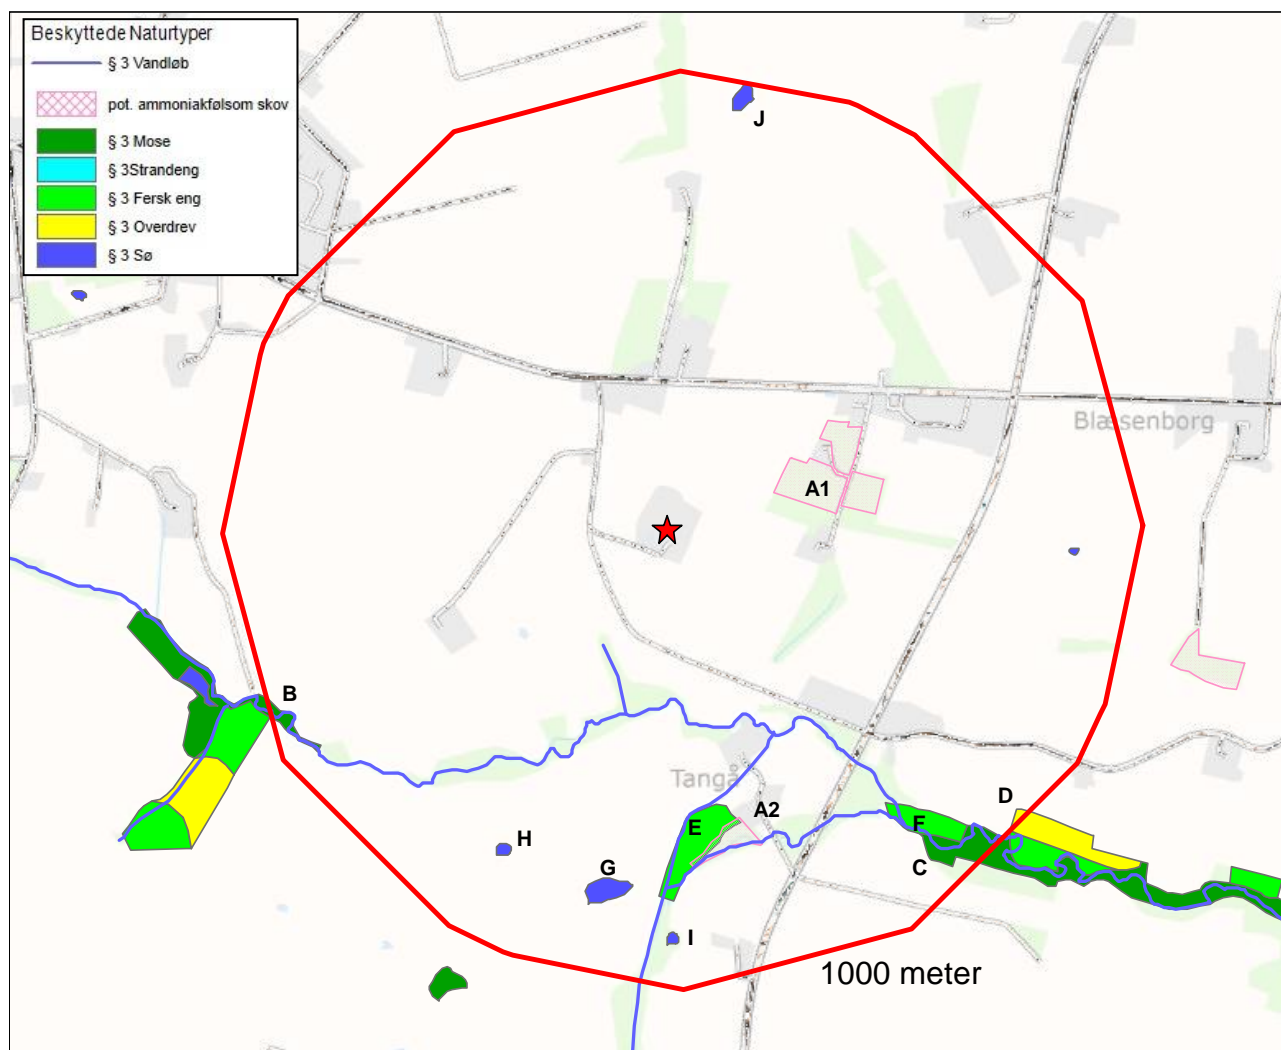 Beskyttede Naturtyper
§ 3 Vandløb
pot. ammoniakfølsom skov
§ 3 Mose
§ 3Strandeng
§ 3 Fersk eng
§ 3 Overdrev
§ 3 Sø
J
Blæsenborg
A1
B
Tangå
A2
D
E
F
H
G
C
I
1000 meter